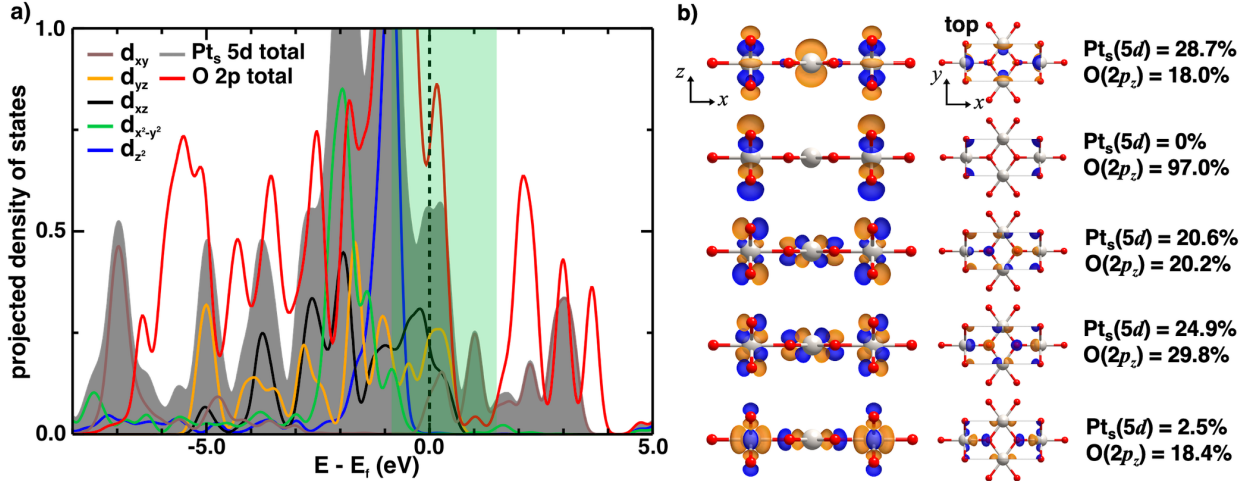 a)
projected density of states
1.0
0.5
0.0
d_xy
d_yz
d_xz
d_x²-y²
d_z²
Pt_s 5d total
O 2p total
-5.0
0.0
5.0
E - E_f (eV)
b)
z
x
top
y
x
Pt_s(5d) = 28.7%
O(2p_z) = 18.0%
Pt_s(5d) = 0%
O(2p_z) = 97.0%
Pt_s(5d) = 20.6%
O(2p_z) = 20.2%
Pt_s(5d) = 24.9%
O(2p_z) = 29.8%
Pt_s(5d) = 2.5%
O(2p_z) = 18.4%